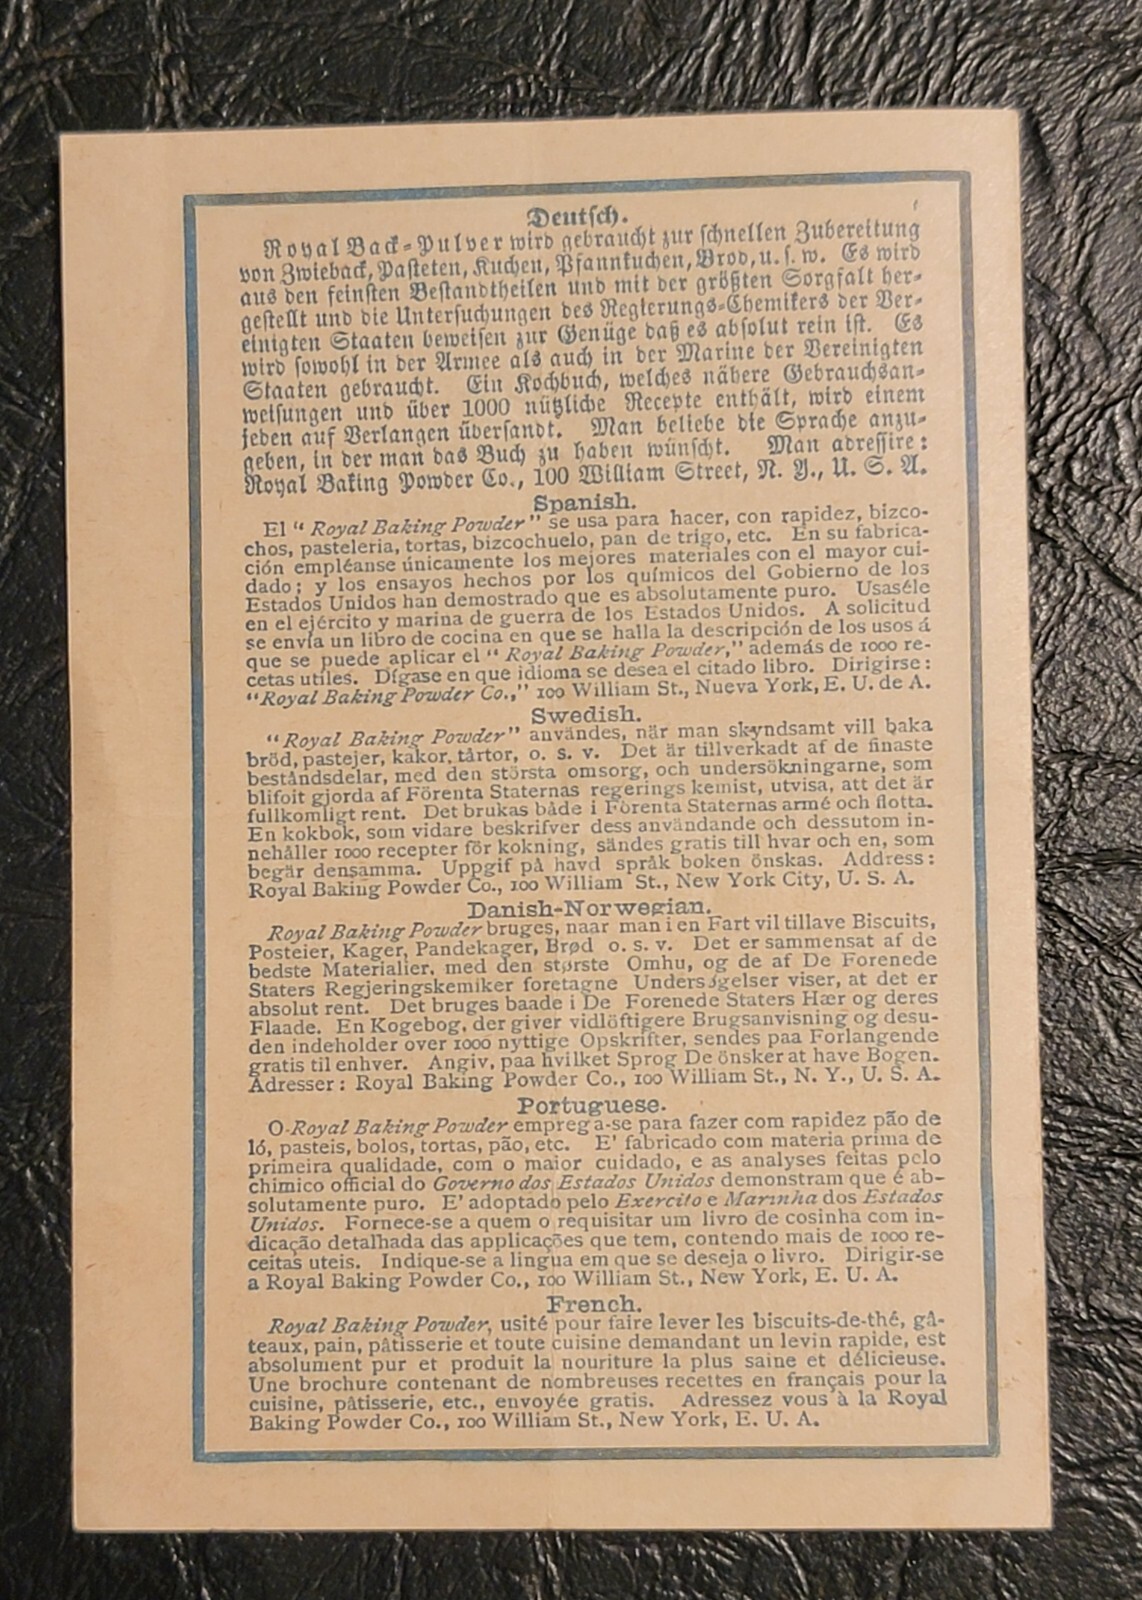 Deutsch.
Royal Back-Pulver wird gebraucht zur schnellen Zubereitung
von Zwieback, Pasteten, Kuchen, Pfannkuchen, Brod, u. s. w. Es wird
aus den feinsten Bestandtheilen und mit der größten Sorgfalt her-
gestellt und die Untersuchungen des Regierungs-Chemikers der Ver-
einigten Staaten beweisen zur Genüge daß es absolut rein ist. Es
wird sowohl in der Armee als auch in der Marine der Vereinigten
Staaten gebraucht. Ein Kochbuch, welches nähere Gebrauchsan-
weisungen und über 1000 nützliche Recepte enthält, wird einem
jeden auf Verlangen übersandt. Man beliebe die Sprache anzu-
geben, in der man das Buch zu haben wünscht. Man adressire:
Royal Baking Powder Co., 100 William Street, N. Y., U. S. A.
Spanish.
El "Royal Baking Powder" se usa para hacer, con rapidez, bizco-
chos, pasteleria, tortas, bizcochuelo, pan de trigo, etc. En su fabrica-
ción empléanse únicamente los mejores materiales con el mayor cui-
dado; y los ensayos hechos por los químicos del Gobierno de los
Estados Unidos han demostrado que es absolutamente puro. Usaséle
en el ejército y marina de guerra de los Estados Unidos. A solicitud
se envía un libro de cocina en que se halla la descripción de los usos á
que se puede aplicar el "Royal Baking Powder," además de 1000 re-
cetas utiles. Dígase en que idioma se desea el citado libro. Dirigirse:
"Royal Baking Powder Co.," 100 William St., Nueva York, E. U. de A.
Swedish.
"Royal Baking Powder" användes, när man skyndsamt vill baka
bröd, pastejer, kakor, tårtor, o. s. v. Det är tillverkadt af de finaste
beståndsdelar, med den största omsorg, och undersökningarne, som
blifoit gjorda af Förenta Staternas regerings kemist, utvisa, att det är
fullkomligt rent. Det brukas både i Förenta Staternas armé och flotta.
En kokbok, som vidare beskrifver dess användande och dessutom in-
nehåller 1000 recepter för kokning, sändes gratis till hvar och en, som
begär densamma. Uppgif på havd språk boken önskas. Address:
Royal Baking Powder Co., 100 William St., New York City, U. S. A.
Danish-Norwegian.
Royal Baking Powder bruges, naar man i en Fart vil tillave Biscuits,
Posteier, Kager, Pandekager, Brød o. s. v. Det er sammensat af de
bedste Materialier, med den største Omhu, og de af De Forenede
Staters Regjeringskemiker foretagne Undersøgelser viser, at det er
absolut rent. Det bruges baade i De Forenede Staters Hær og deres
Flaade. En Kogebog, der giver vidlöftigere Brugsanvisning og desu-
den indeholder over 1000 nyttige Opskrifter, sendes paa Forlangende
gratis til enhver. Angiv, paa hvilket Sprog De önsker at have Bogen.
Adresser: Royal Baking Powder Co., 100 William St., N. Y., U. S. A.
Portuguese.
O-Royal Baking Powder emprega-se para fazer com rapidez pão de
ló, pasteis, bolos, tortas, pão, etc. E' fabricado com materia prima de
primeira qualidade, com o maior cuidado, e as analyses feitas pelo
chimico official do Governo dos Estados Unidos demonstram que é ab-
solutamente puro. E' adoptado pelo Exercito e Marinha dos Estados
Unidos. Fornece-se a quem o requisitar um livro de cosinha com in-
dicação detalhada das applicações que tem, contendo mais de 1000 re-
ceitas uteis. Indique-se a lingua em que se deseja o livro. Dirigir-se
a Royal Baking Powder Co., 100 William St., New York, E. U. A.
French.
Royal Baking Powder, usité pour faire lever les biscuits-de-thé, gâ-
teaux, pain, pâtisserie et toute cuisine demandant un levin rapide, est
absolument pur et produit la nouriture la plus saine et délicieuse.
Une brochure contenant de nombreuses recettes en français pour la
cuisine, pâtisserie, etc., envoyée gratis. Adressez vous à la Royal
Baking Powder Co., 100 William St., New York, E. U. A.